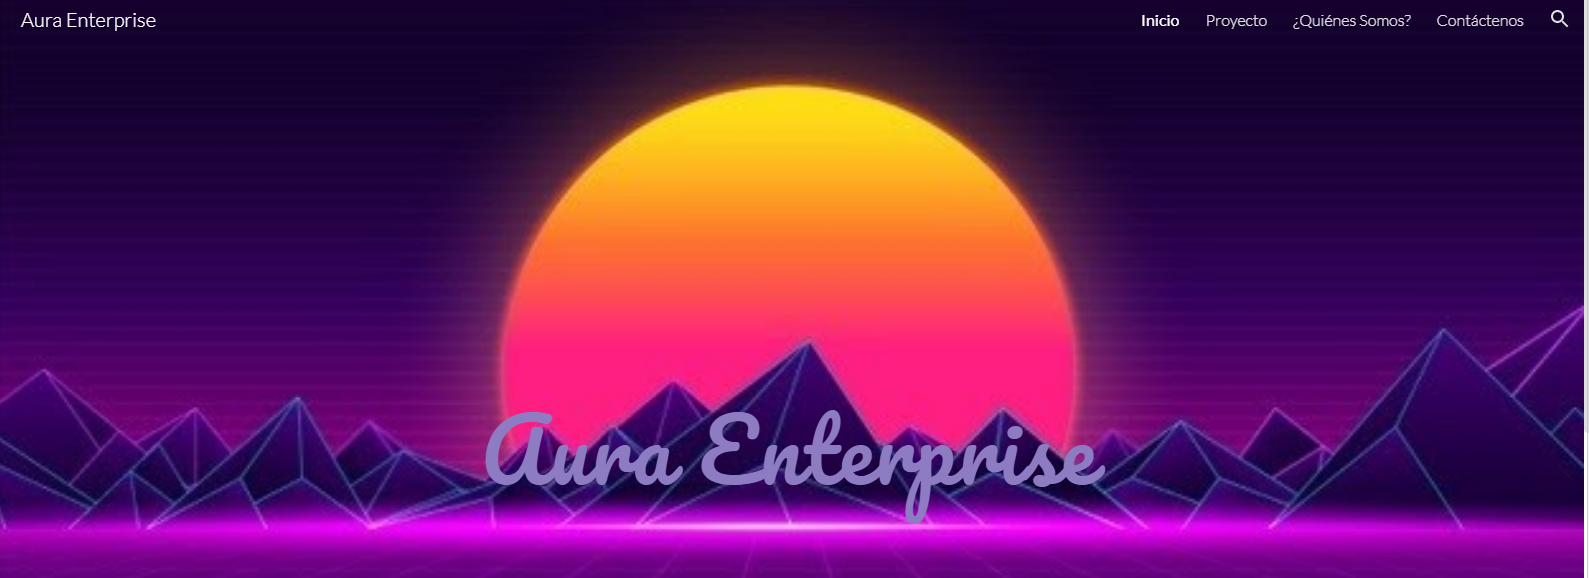 Aura Enterprise
Inicio Proyecto ¿Quiénes Somos? Contáctenos
Aura Enterprise